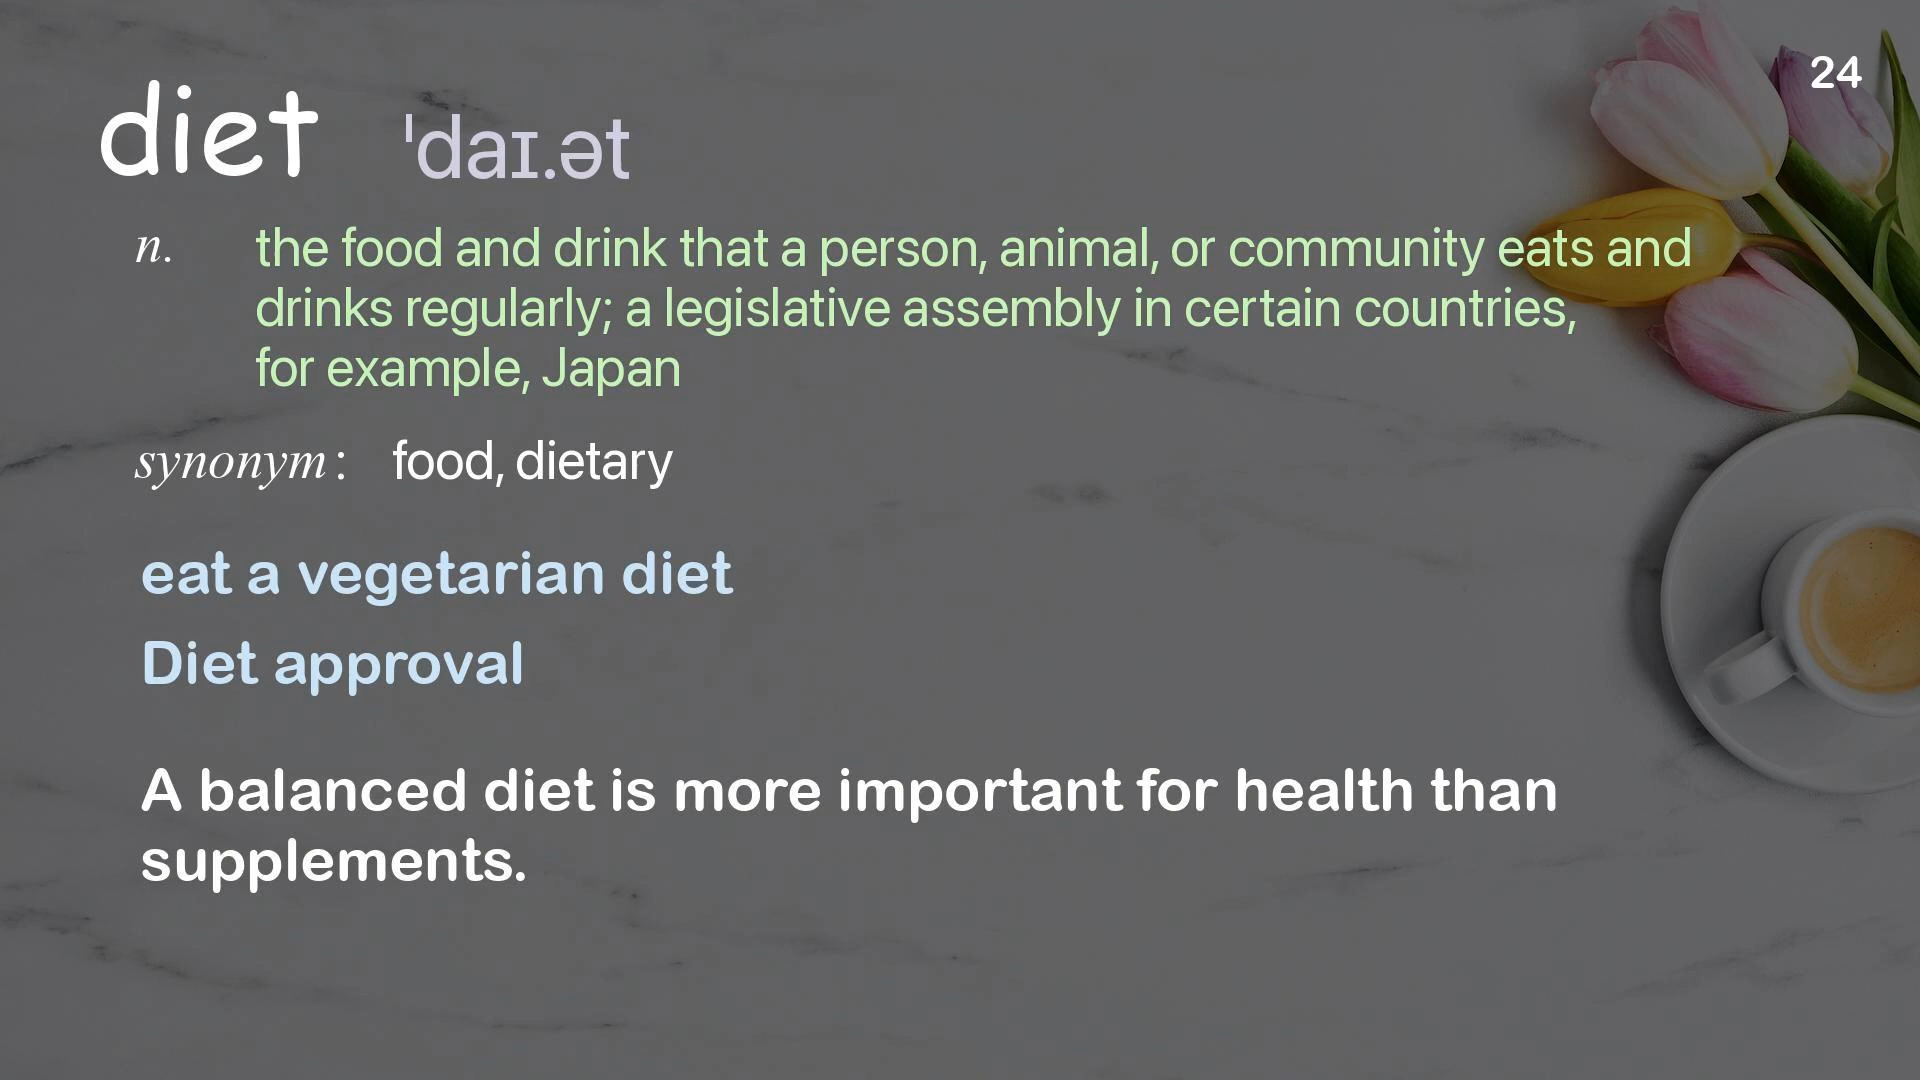 24
diet ˈdaɪ.ət
n. the food and drink that a person, animal, or community eats and
drinks regularly; a legislative assembly in certain countries,
for example, Japan
synonym: food, dietary
eat a vegetarian diet
Diet approval
A balanced diet is more important for health than
supplements.